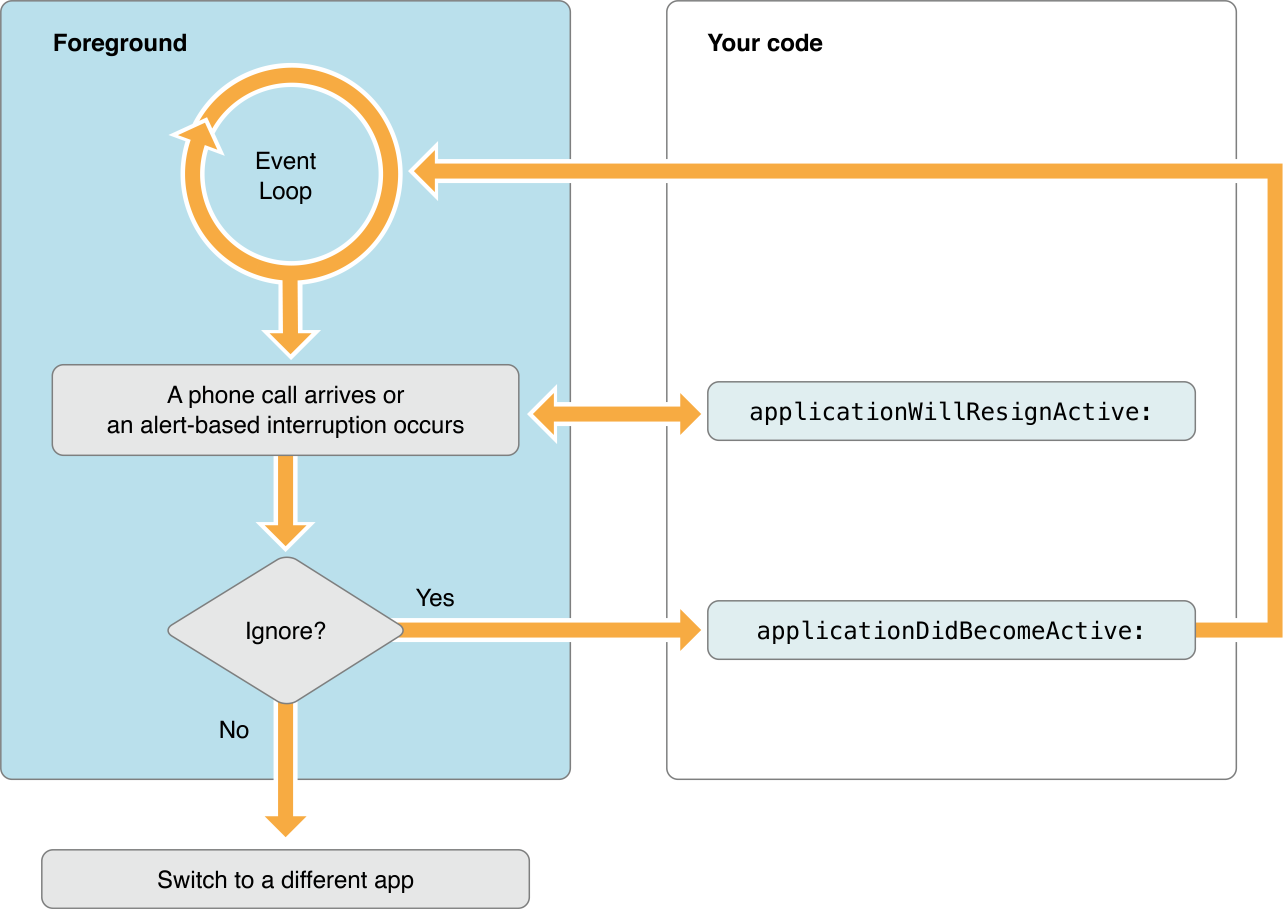 Foreground
Your code
Event
Loop
A phone call arrives or
an alert-based interruption occurs
applicationWillResignActive:
Ignore?
Yes
applicationDidBecomeActive:
No
Switch to a different app